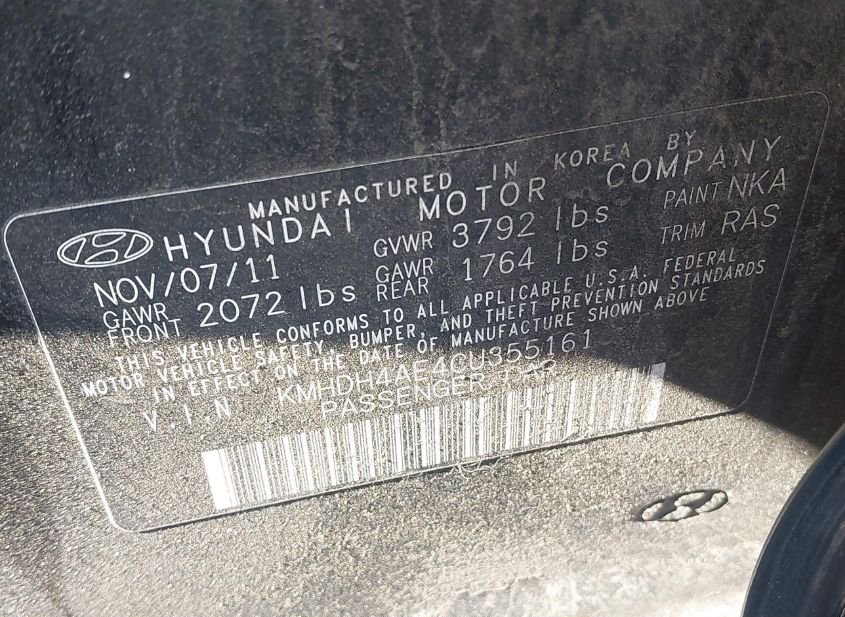 MANUFACTURED IN KOREA BY
HYUNDAI MOTOR COMPANY
NOV/07/11 GVWR 3792 lbs PAINT NKA
GAWR FRONT 2072 lbs GAWR REAR 1764 lbs TRIM RAS
THIS VEHICLE CONFORMS TO ALL APPLICABLE U.S.A. FEDERAL
MOTOR VEHICLE SAFETY, BUMPER, AND THEFT PREVENTION STANDARDS
IN EFFECT ON THE DATE OF MANUFACTURE SHOWN ABOVE
V.I.N KMHDH4AE4CU355161
PASSENGER CAR